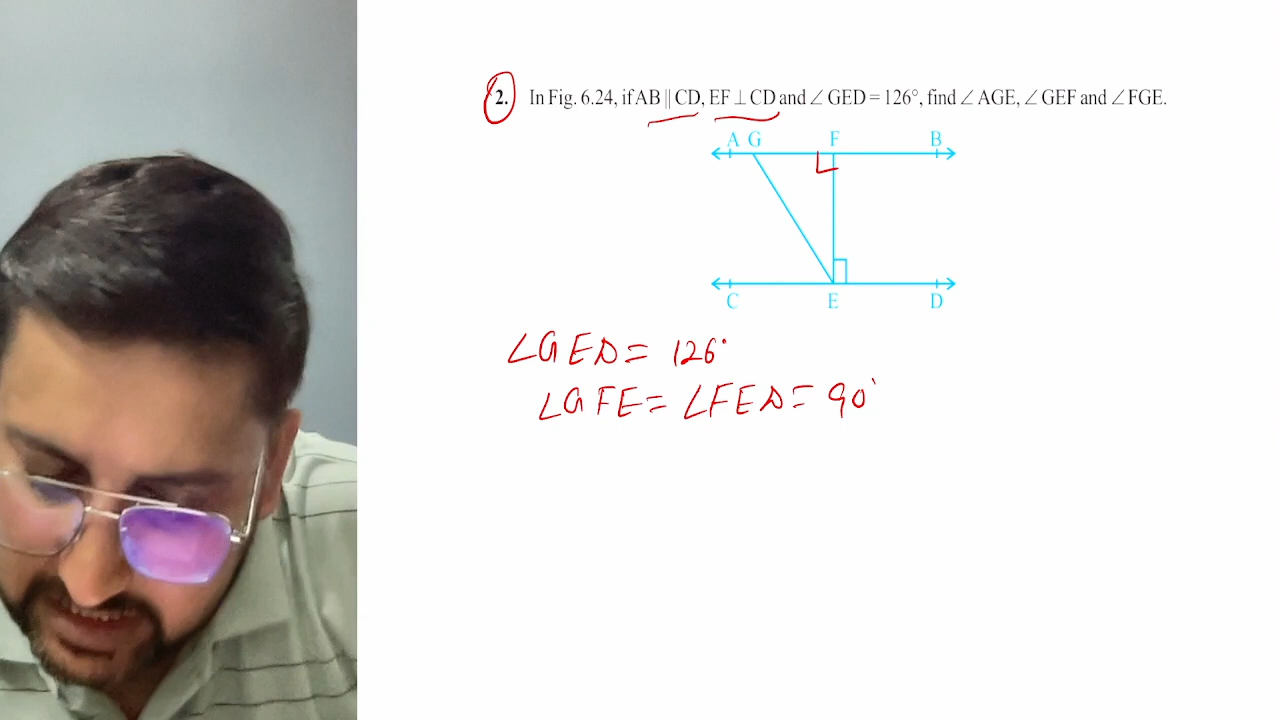 2. In Fig. 6.24, if AB || CD, EF ⊥ CD and ∠ GED = 126°, find ∠ AGE, ∠ GEF and ∠ FGE.
A G F B
C E D
∠GED = 126°
∠GFE = ∠FED = 90°